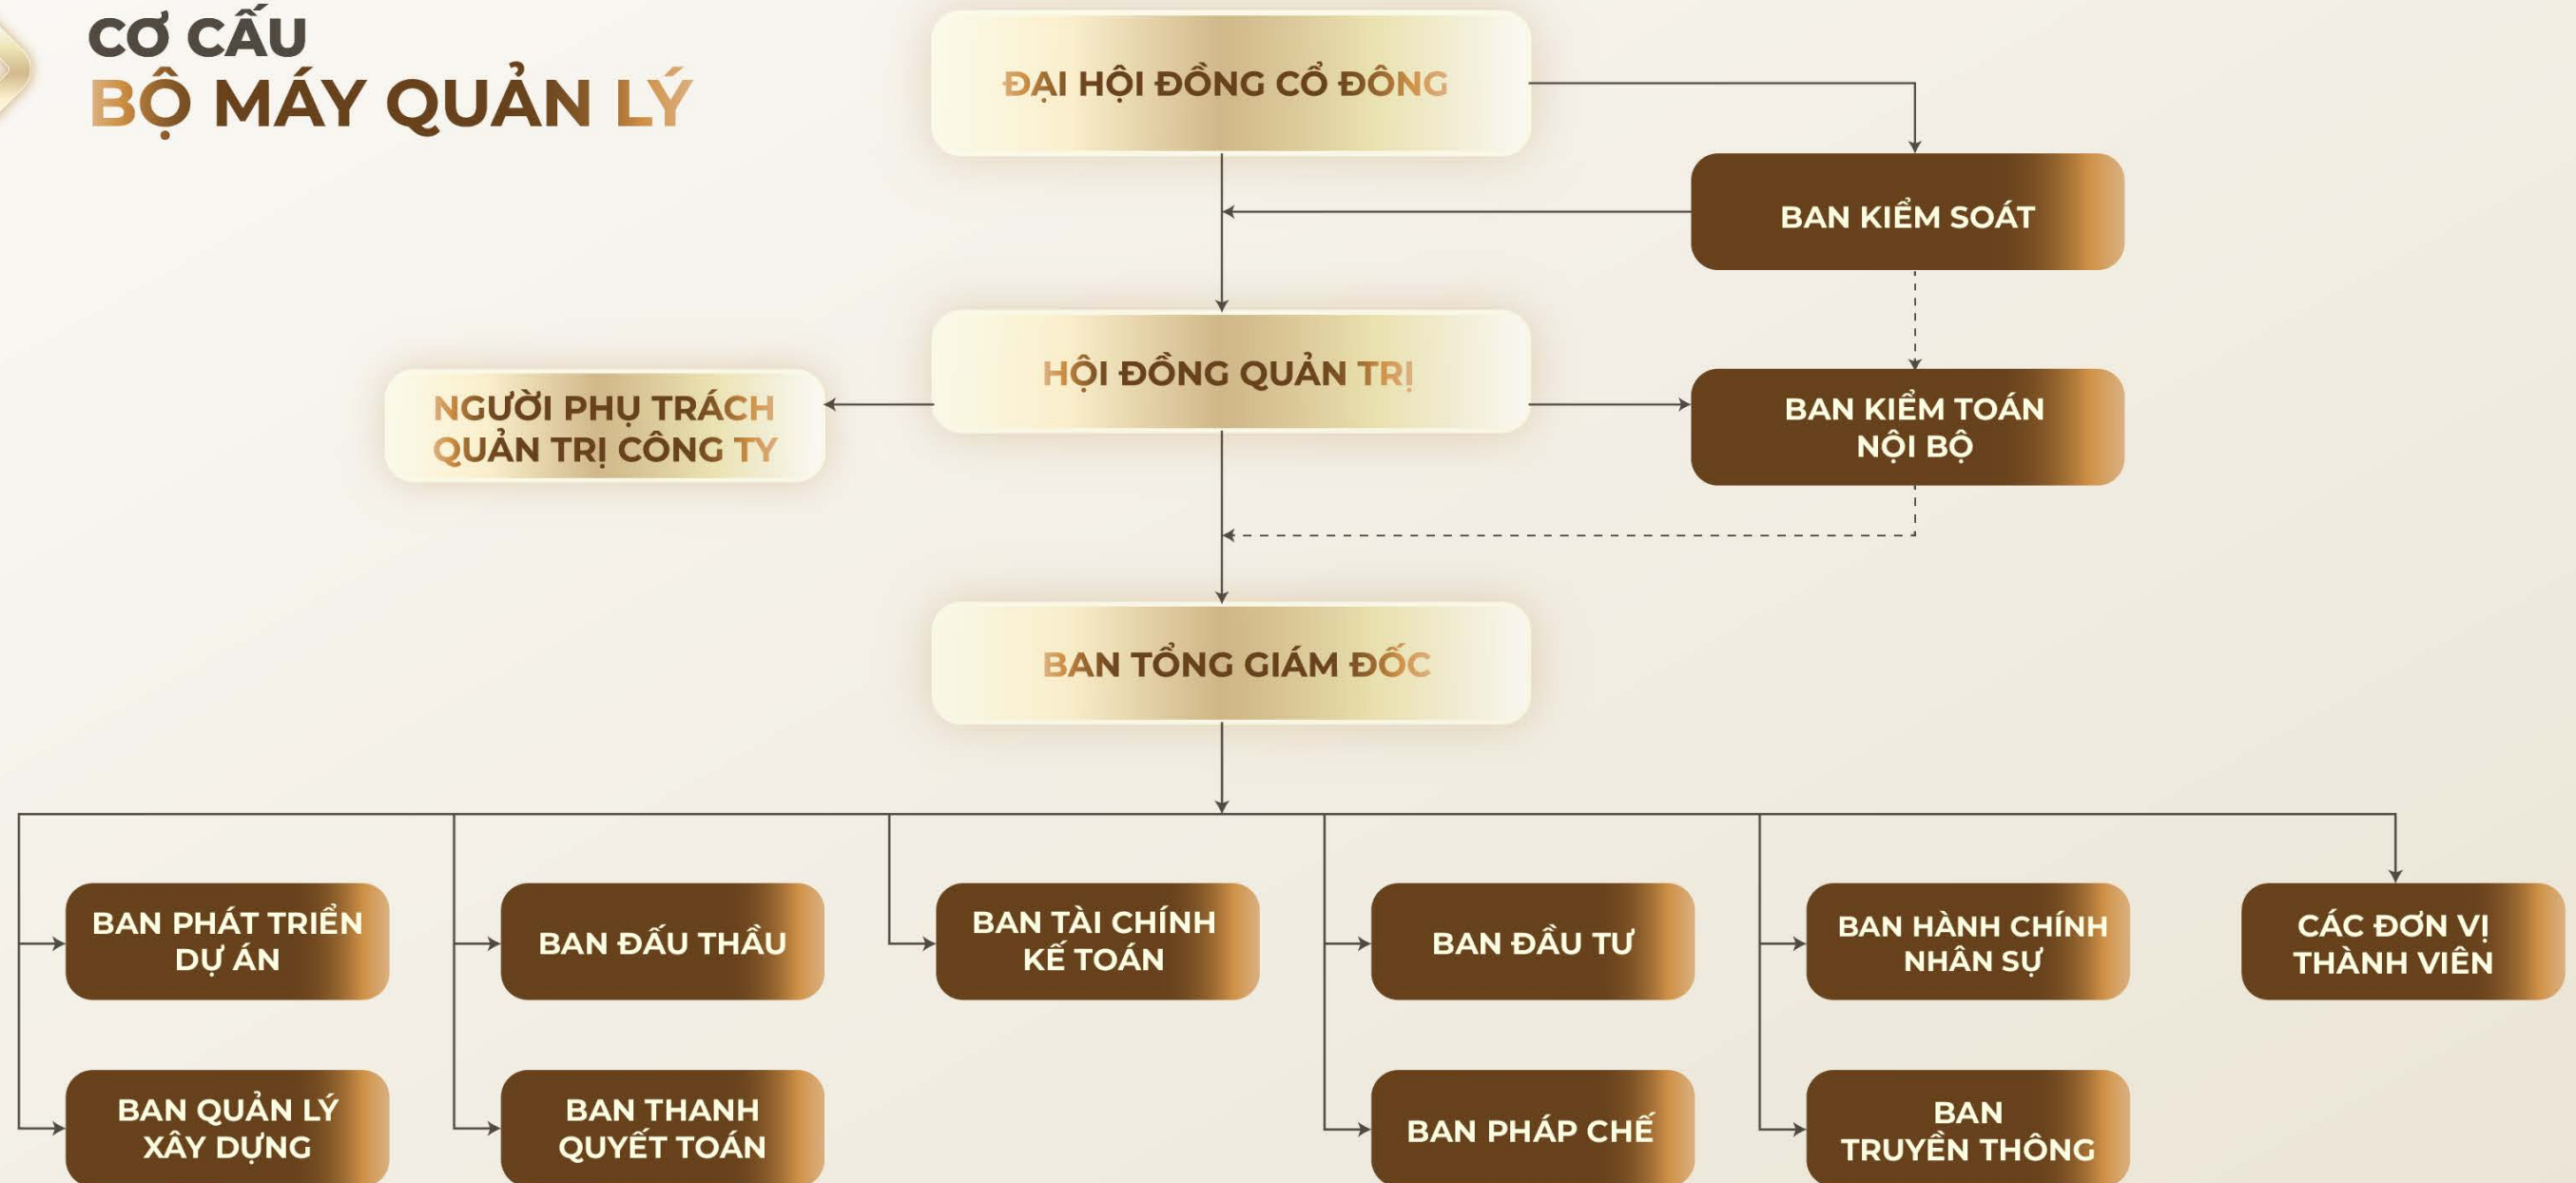 CƠ CẤU
BỘ MÁY QUẢN LÝ
ĐẠI HỘI ĐỒNG CỔ ĐÔNG
BAN KIỂM SOÁT
HỘI ĐỒNG QUẢN TRỊ
NGƯỜI PHỤ TRÁCH
QUẢN TRỊ CÔNG TY
BAN KIỂM TOÁN
NỘI BỘ
BAN TỔNG GIÁM ĐỐC
BAN PHÁT TRIỂN
DỰ ÁN
BAN ĐẤU THẦU
BAN TÀI CHÍNH
KẾ TOÁN
BAN ĐẦU TƯ
BAN HÀNH CHÍNH
NHÂN SỰ
CÁC ĐƠN VỊ
THÀNH VIÊN
BAN QUẢN LÝ
XÂY DỰNG
BAN THANH
QUYẾT TOÁN
BAN PHÁP CHẾ
BAN
TRUYỀN THÔNG